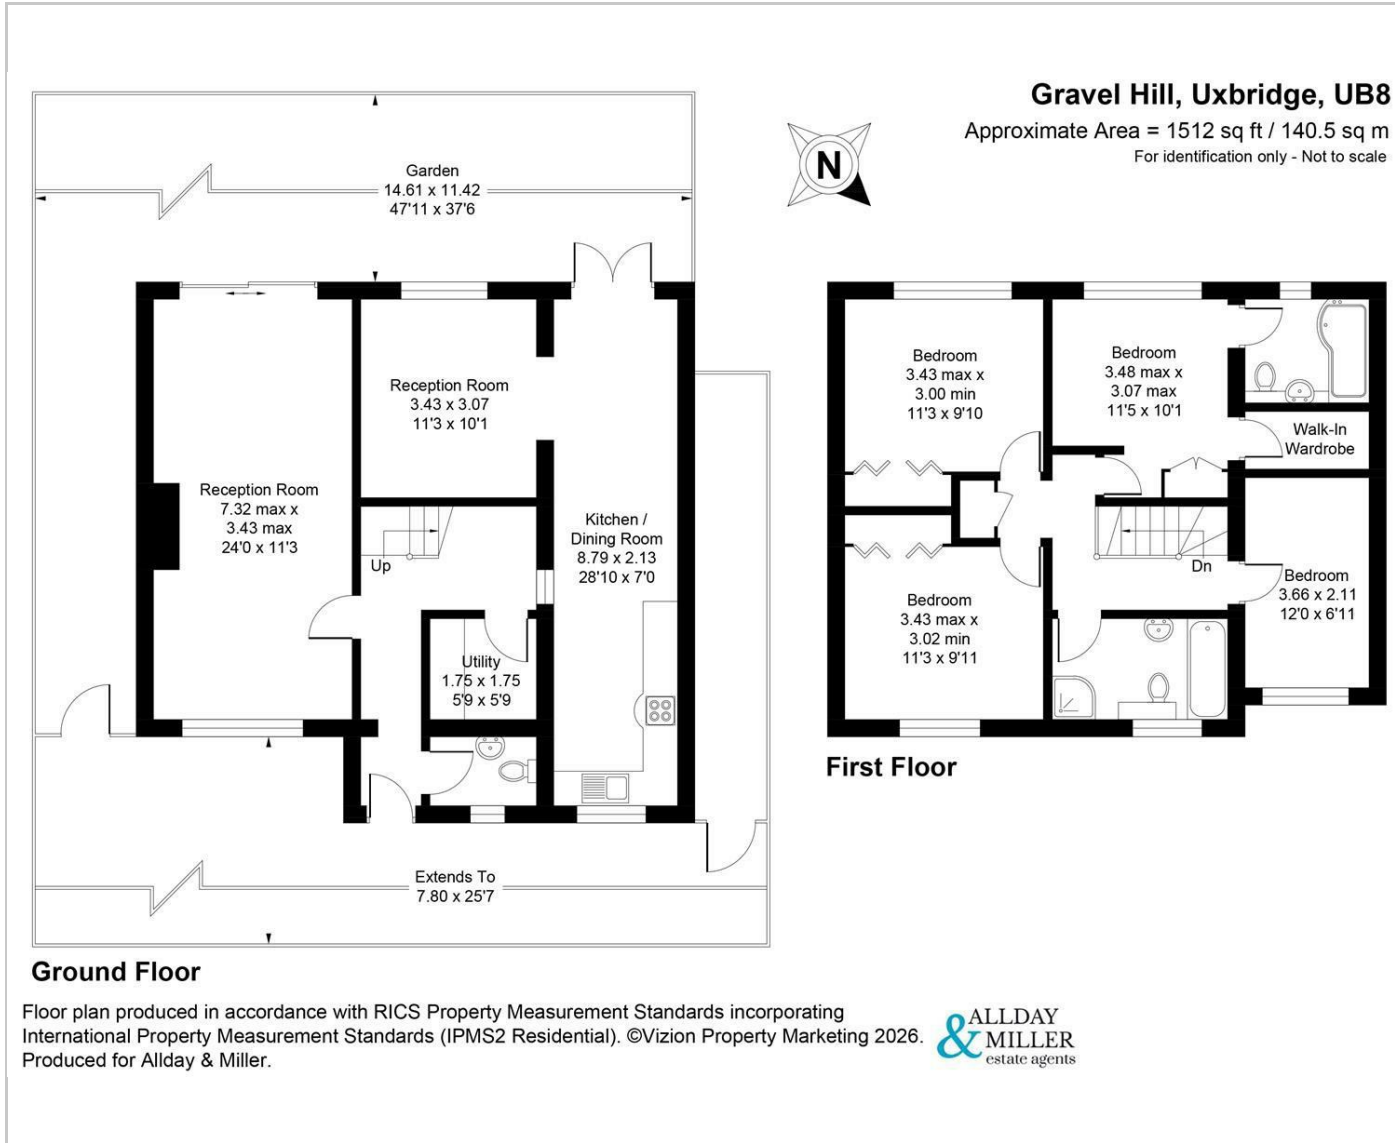 Gravel Hill, Uxbridge, UB8
Approximate Area = 1512 sq ft / 140.5 sq m
For identification only - Not to scale
N
Garden
14.61 x 11.42
47'11 x 37'6
Reception Room
3.43 x 3.07
11'3 x 10'1
Reception Room
7.32 max x
3.43 max
24'0 x 11'3
Kitchen /
Dining Room
8.79 x 2.13
28'10 x 7'0
Up
Utility
1.75 x 1.75
5'9 x 5'9
Extends To
7.80 x 25'7
Ground Floor
Bedroom
3.43 max x
3.00 min
11'3 x 9'10
Bedroom
3.48 max x
3.07 max
11'5 x 10'1
Walk-In
Wardrobe
Dn
Bedroom
3.66 x 2.11
12'0 x 6'11
Bedroom
3.43 max x
3.02 min
11'3 x 9'11
First Floor
Floor plan produced in accordance with RICS Property Measurement Standards incorporating
International Property Measurement Standards (IPMS2 Residential). ©Vizion Property Marketing 2026.
Produced for Allday & Miller.
ALLDAY
& MILLER
estate agents